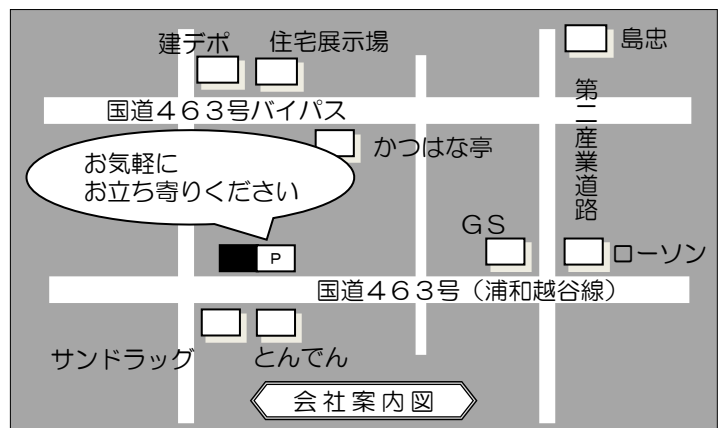 建デポ
住宅展示場
島忠
国道４６３号バイパス
第二産業道路
かつはな亭
お気軽に
お立ち寄りください
ＧＳ
ローソン
P
国道４６３号（浦和越谷線）
サンドラッグ
とんでん
会社案内図